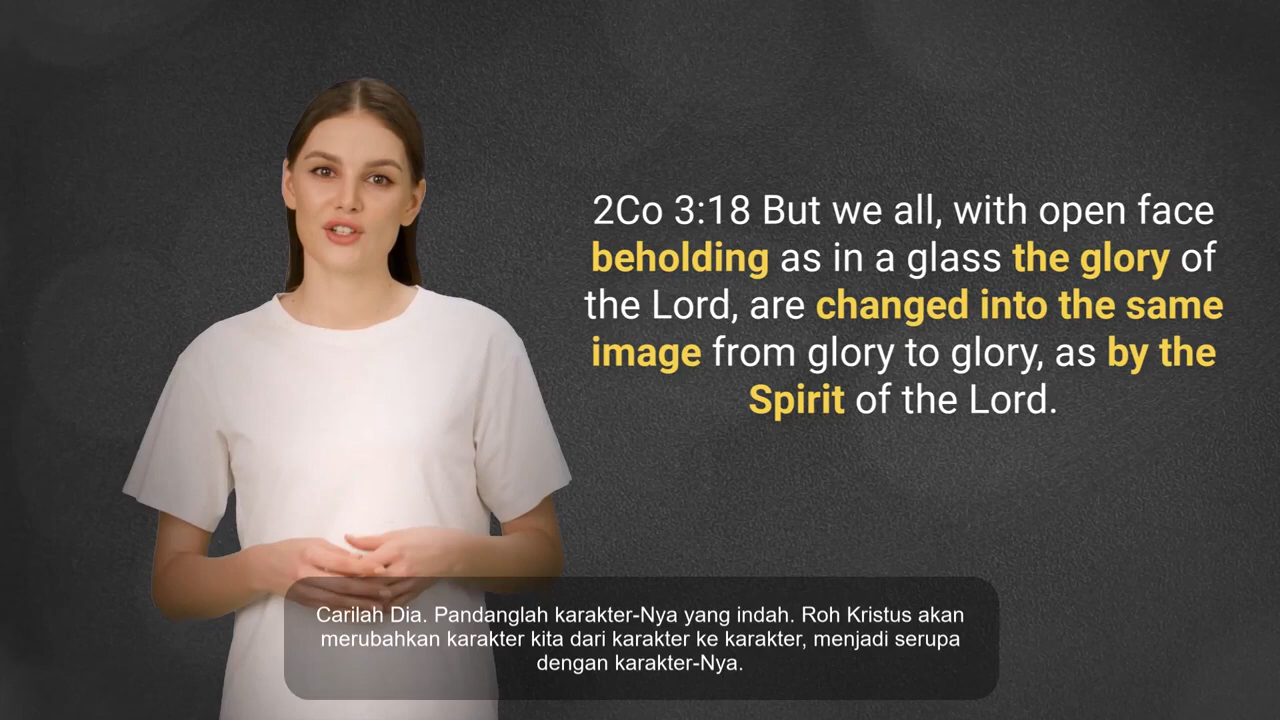 2Co 3:18 But we all, with open face
beholding as in a glass the glory of
the Lord, are changed into the same
image from glory to glory, as by the
Spirit of the Lord.
Carilah Dia. Pandanglah karakter-Nya yang indah. Roh Kristus akan
merubahkan karakter kita dari karakter ke karakter, menjadi serupa
dengan karakter-Nya.